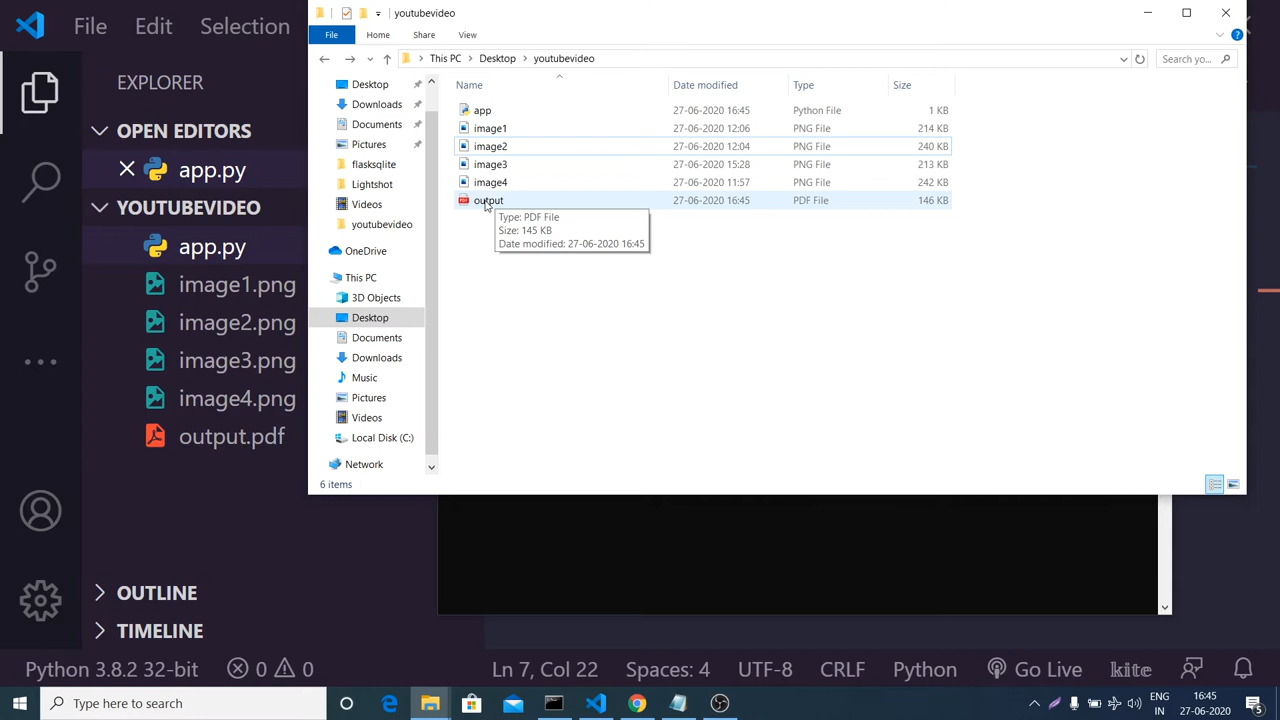 File Edit Selection
EXPLORER
OPEN EDITORS
app.py
YOUTUBEVIDEO
app.py
image1.png
image2.png
image3.png
image4.png
output.pdf
OUTLINE
TIMELINE
youtubevideo
File Home Share View
This PC > Desktop > youtubevideo
Search yo...
Desktop
Downloads
Documents
Pictures
flasksqlite
Lightshot
Videos
youtubevideo
OneDrive
This PC
3D Objects
Desktop
Documents
Downloads
Music
Pictures
Videos
Local Disk (C:)
Network
Name Date modified Type Size
app 27-06-2020 16:45 Python File 1 KB
image1 27-06-2020 12:06 PNG File 214 KB
image2 27-06-2020 12:04 PNG File 240 KB
image3 27-06-2020 15:28 PNG File 213 KB
image4 27-06-2020 11:57 PNG File 242 KB
output 27-06-2020 16:45 PDF File 146 KB
Type: PDF File
Size: 145 KB
Date modified: 27-06-2020 16:45
6 items
Python 3.8.2 32-bit 0 0 Ln 7, Col 22 Spaces: 4 UTF-8 CRLF Python Go Live kite
Type here to search
ENG
IN
16:45
27-06-2020
5